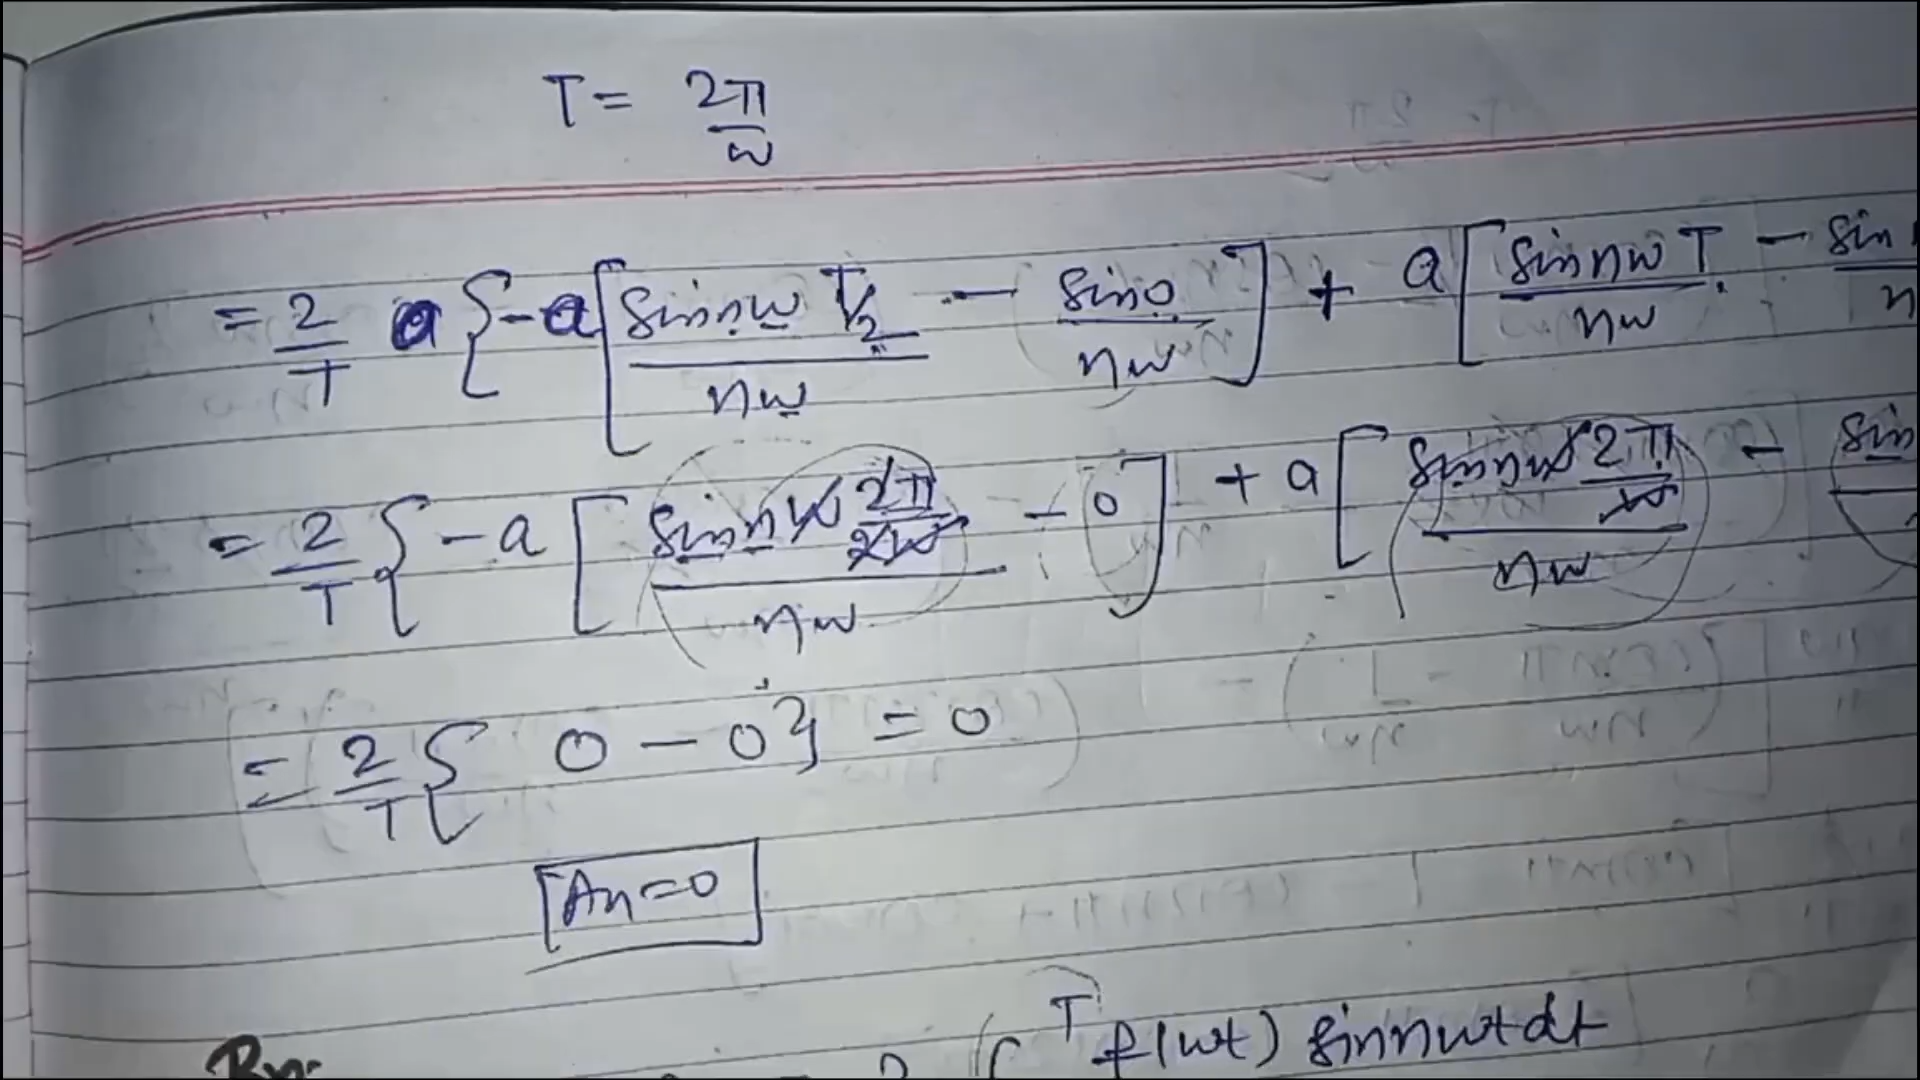 T = 2π/ω
= 2/T a {-a [sin nω T/2 / nω - sin 0 / nω] + a [sin nω T / nω - sin
= 2/T {-a [sin nω 2π/2ω / nω - 0] + a [sin nω 2π/ω / nω - sin
= 2/T { 0 - 0 } = 0
An = 0
Bn
T f(ωt) sin nωt dt